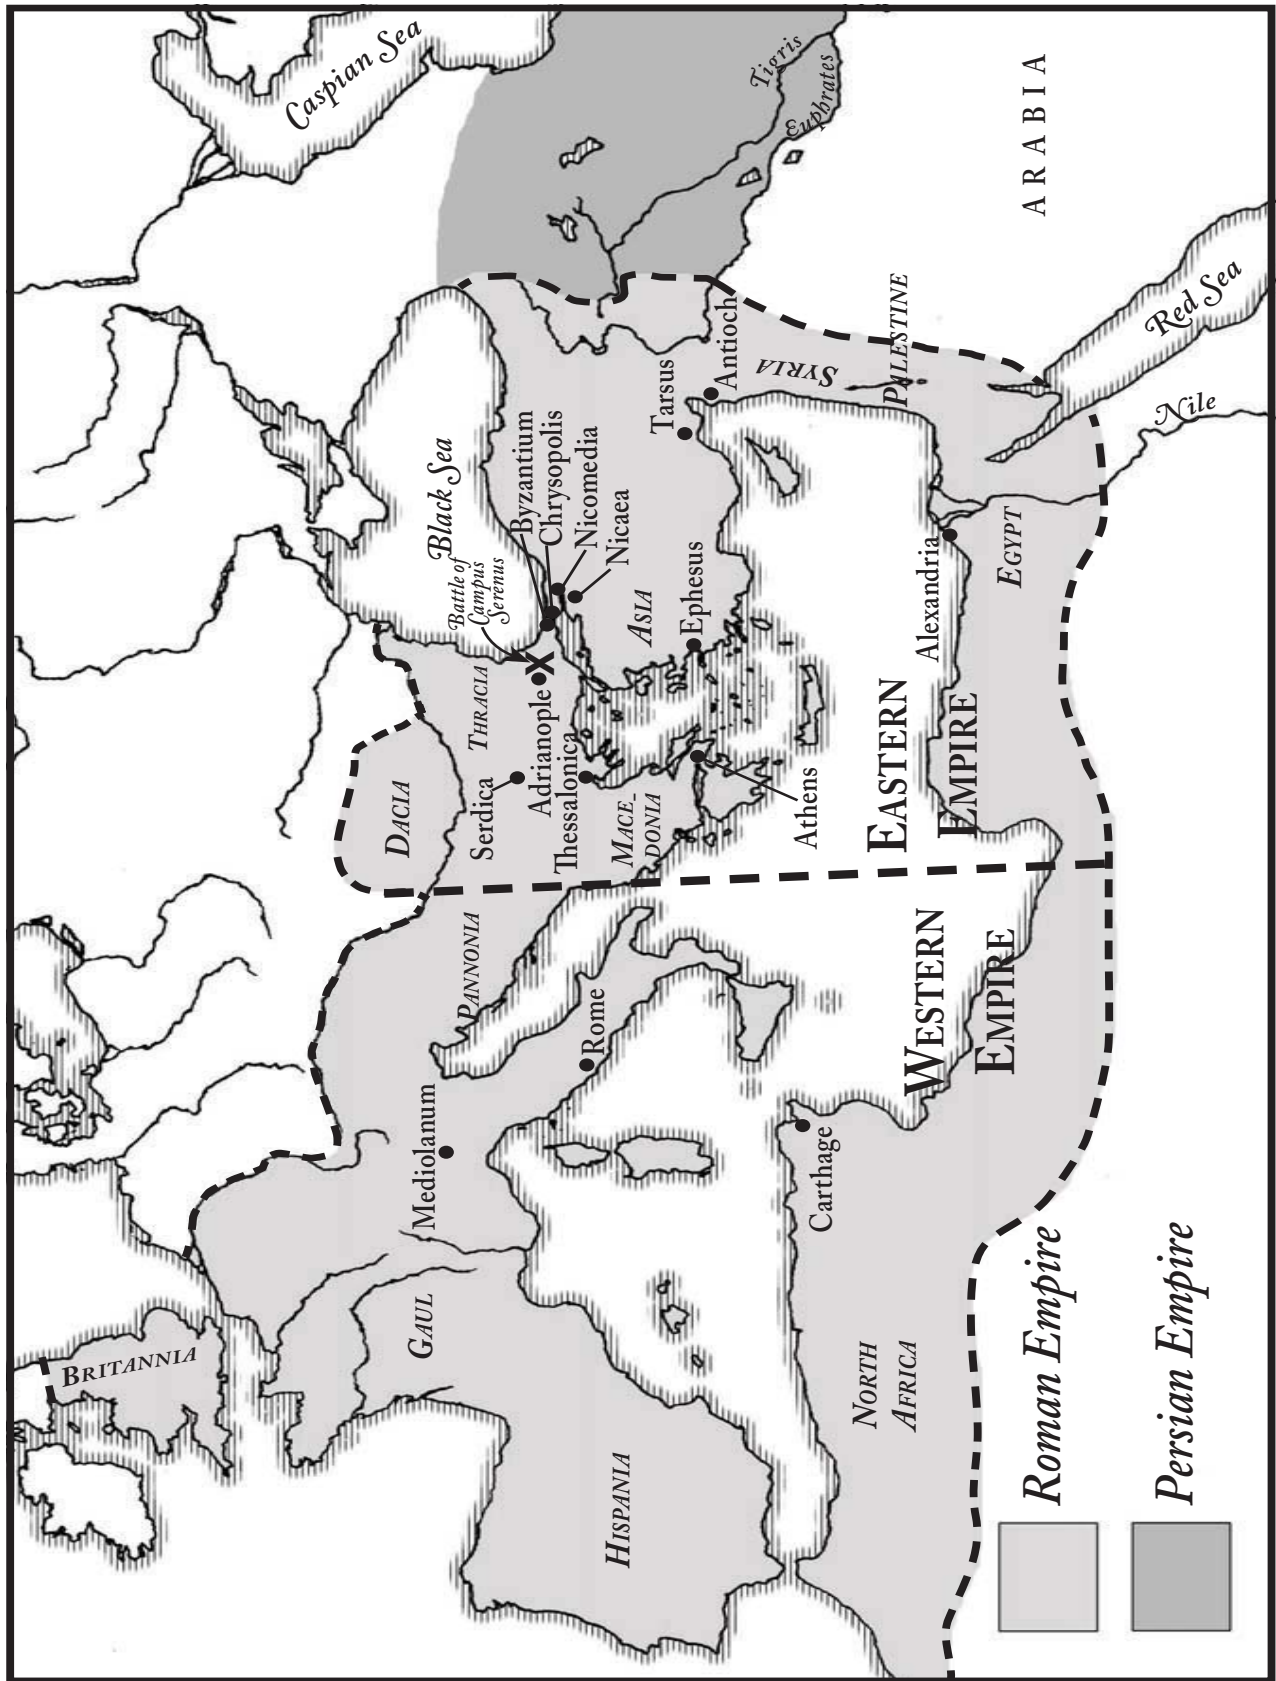 Caspian Sea
Tigris
Euphrates
ARABIA
Black Sea
Battle of
Campus
Serenus
Byzantium
Chrysopolis
Nicomedia
Nicaea
Tarsus
Antioch
SYRIA
PALESTINE
Red Sea
Nile
DACIA
THRACIA
Serdica
Adrianople
Thessalonica
MACE-
DONIA
ASIA
Ephesus
Athens
Alexandria
EGYPT
EASTERN
EMPIRE
PANNONIA
Rome
Mediolanum
WESTERN
EMPIRE
Carthage
BRITANNIA
GAUL
HISPANIA
NORTH
AFRICA
Roman Empire
Persian Empire